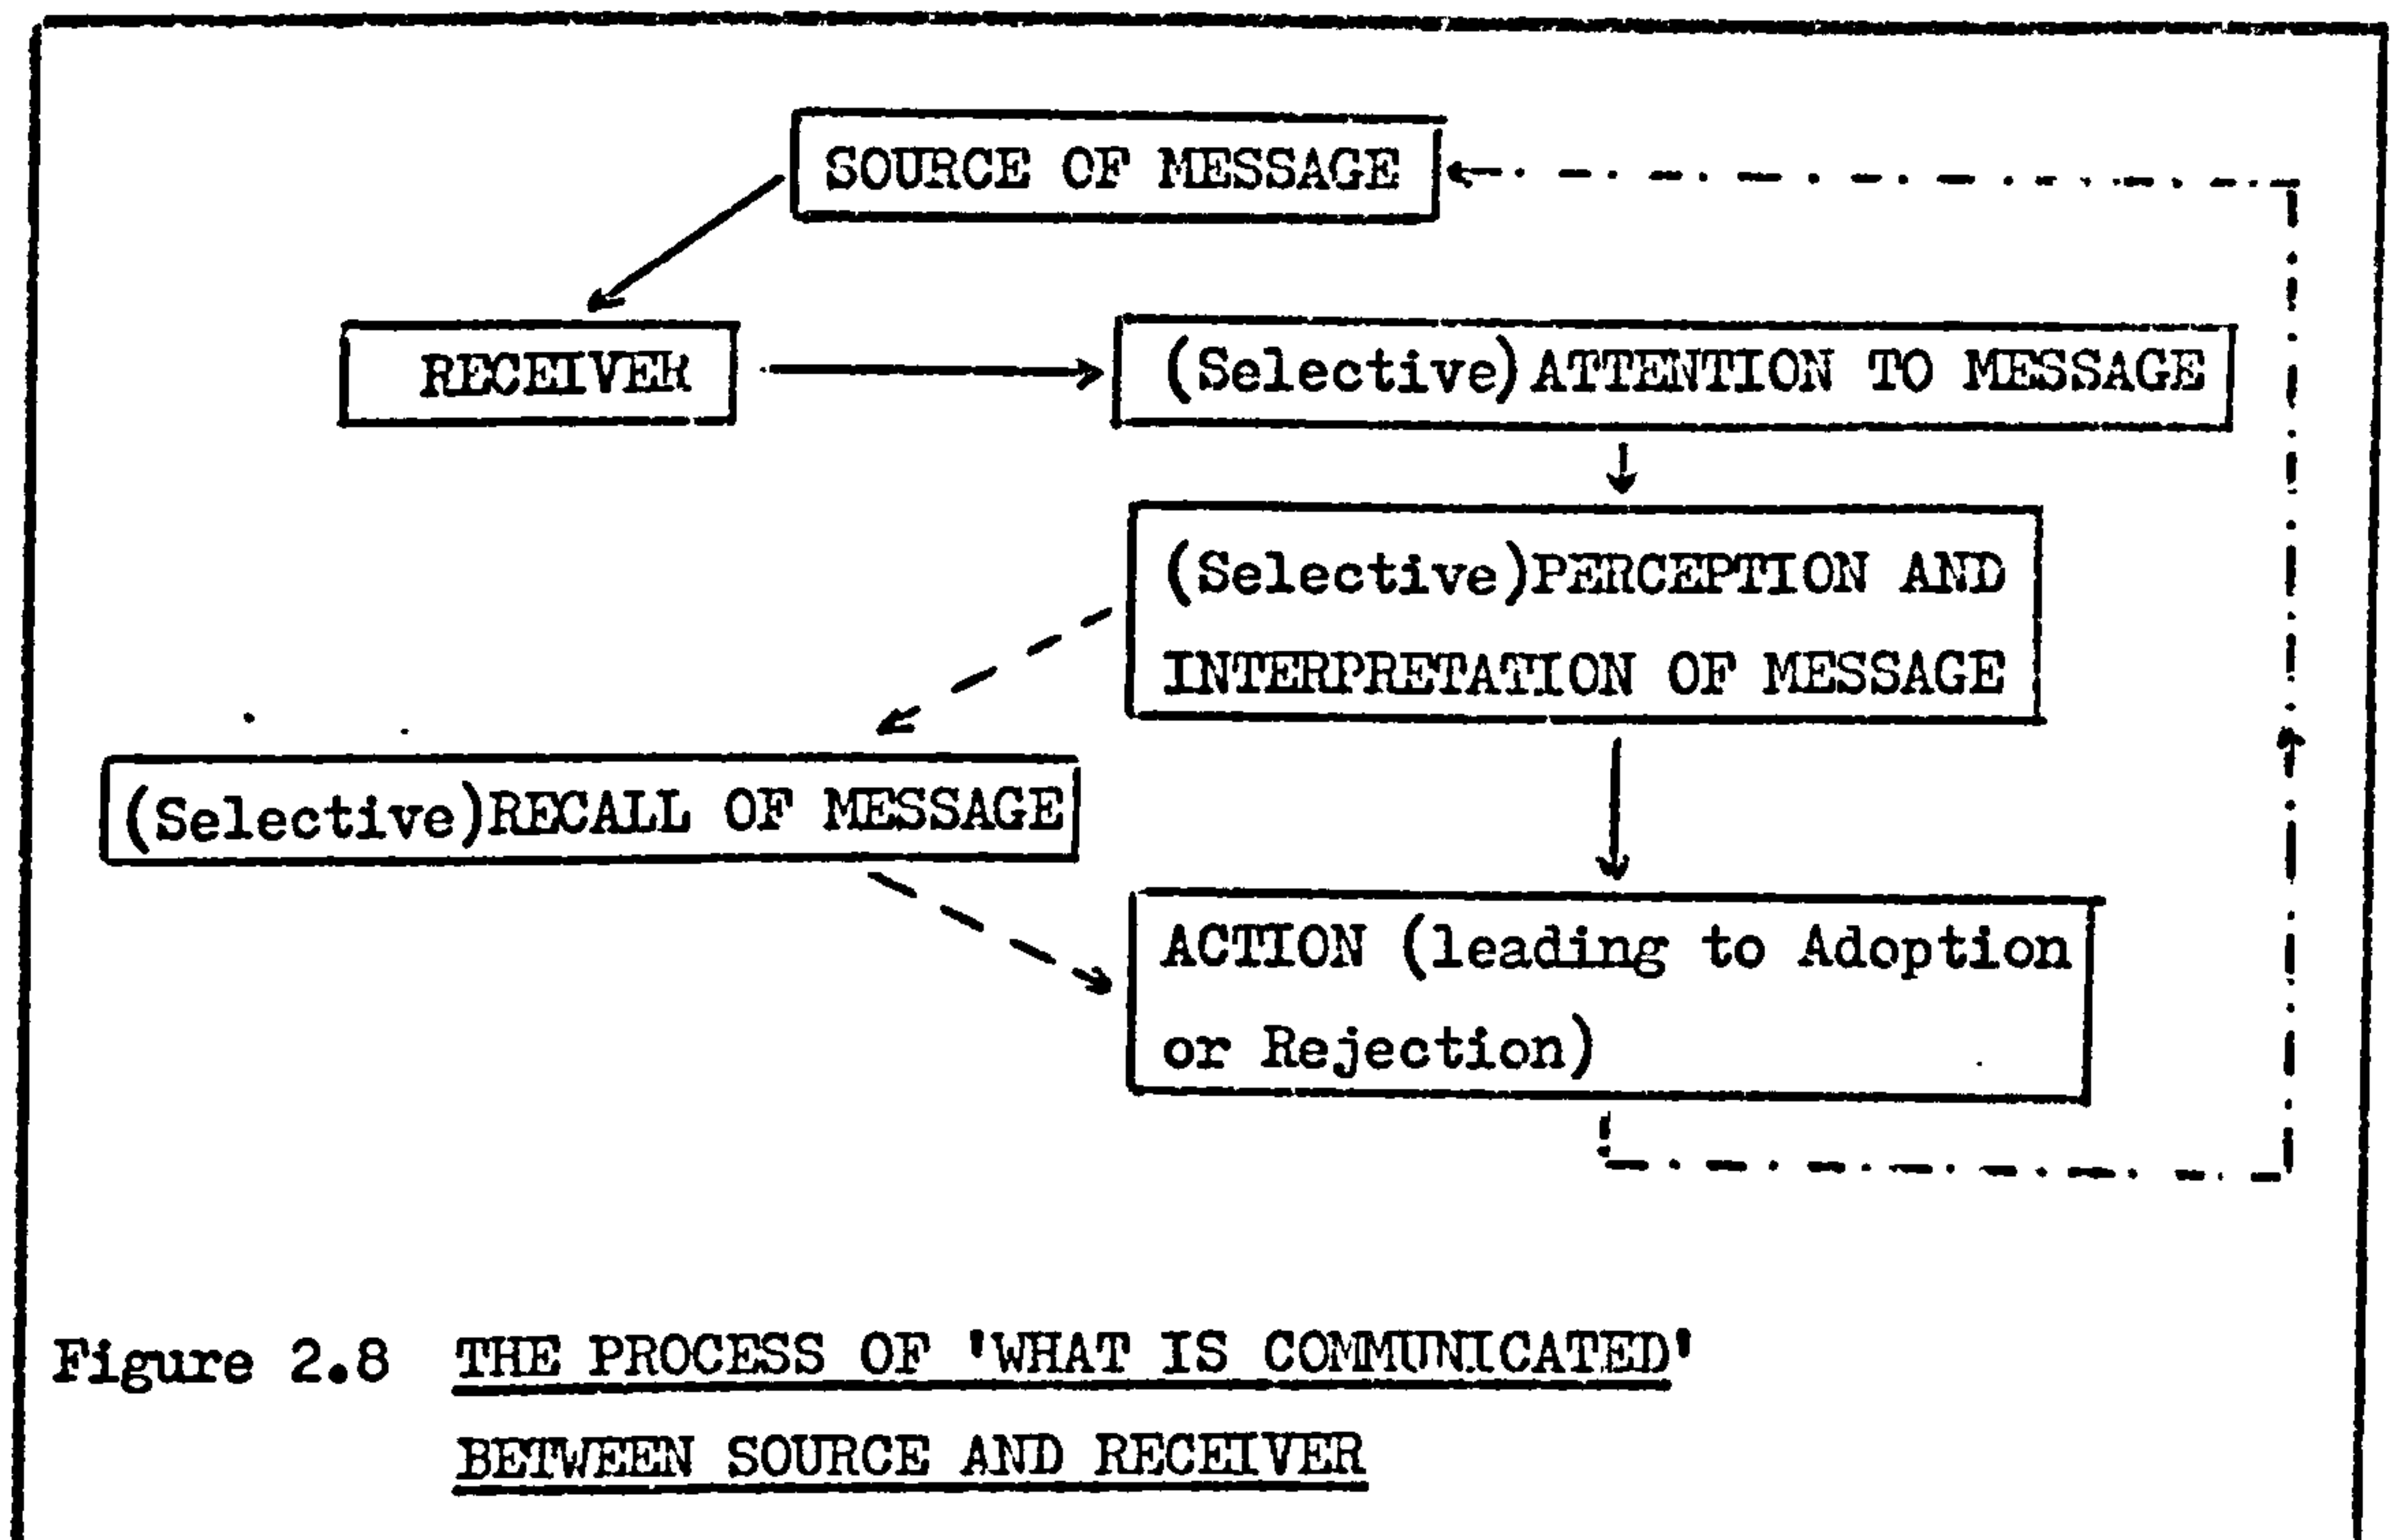 SOURCE OF MESSAGE
RECEIVER
(Selective)ATTENTION TO MESSAGE
(Selective)PERCEPTION AND
INTERPRETATION OF MESSAGE
(Selective)RECALL OF MESSAGE
ACTION (leading to Adoption
or Rejection)
Figure 2.8 THE PROCESS OF 'WHAT IS COMMUNICATED'
BETWEEN SOURCE AND RECEIVER